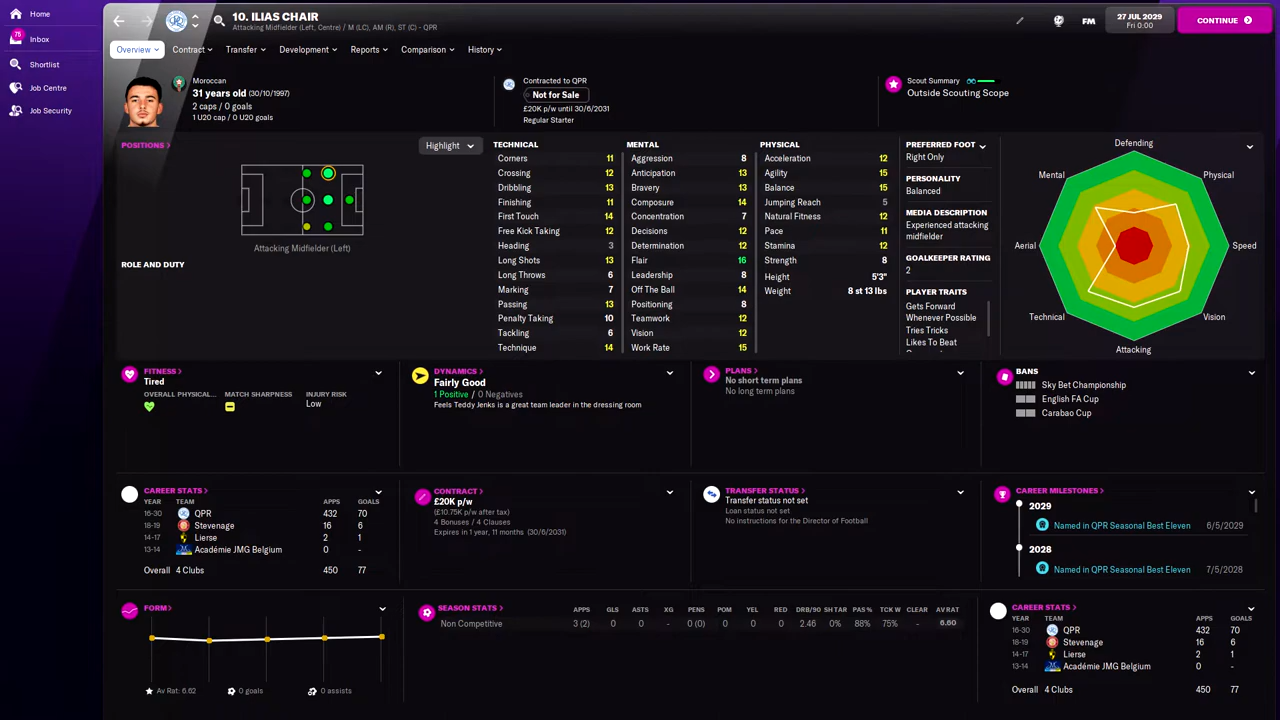 Home
75
Inbox
Shortlist
Job Centre
Job Security
10. ILIAS CHAIR
Attacking Midfielder (Left, Centre) / M (LC), AM (R), ST (C) - QPR
FM
27 JUL 2029
Fri 0:00
CONTINUE
Overview
Contract
Transfer
Development
Reports
Comparison
History
Moroccan
31 years old (30/10/1997)
2 caps / 0 goals
1 U20 cap / 0 U20 goals
Contracted to QPR
Not for Sale
£20K p/w until 30/6/2031
Regular Starter
Scout Summary
Outside Scouting Scope
POSITIONS
Highlight
Attacking Midfielder (Left)
ROLE AND DUTY
TECHNICAL
Corners 11
Crossing 12
Dribbling 13
Finishing 11
First Touch 14
Free Kick Taking 12
Heading 3
Long Shots 13
Long Throws 6
Marking 7
Passing 13
Penalty Taking 10
Tackling 6
Technique 14
MENTAL
Aggression 8
Anticipation 13
Bravery 13
Composure 14
Concentration 7
Decisions 12
Determination 12
Flair 16
Leadership 8
Off The Ball 14
Positioning 8
Teamwork 12
Vision 12
Work Rate 15
PHYSICAL
Acceleration 12
Agility 15
Balance 15
Jumping Reach 5
Natural Fitness 12
Pace 11
Stamina 12
Strength 8
Height 5'3"
Weight 8 st 13 lbs
PREFERRED FOOT
Right Only
PERSONALITY
Balanced
MEDIA DESCRIPTION
Experienced attacking
midfielder
GOALKEEPER RATING
2
PLAYER TRAITS
Gets Forward
Whenever Possible
Tries Tricks
Likes To Beat
Defending
Physical
Speed
Vision
Attacking
Technical
Aerial
Mental
FITNESS
Tired
OVERALL PHYSICAL... MATCH SHARPNESS INJURY RISK
Low
DYNAMICS
Fairly Good
1 Positive / 0 Negatives
Feels Teddy Jenks is a great team leader in the dressing room
PLANS
No short term plans
No long term plans
BANS
Sky Bet Championship
English FA Cup
Carabao Cup
CAREER STATS
YEAR TEAM APPS GOALS
16-30 QPR 432 70
18-19 Stevenage 16 6
14-17 Lierse 2 1
13-14 Académie JMG Belgium 0 -
Overall 4 Clubs 450 77
CONTRACT
£20K p/w
(£10.75K p/w after tax)
4 Bonuses / 4 Clauses
Expires in 1 year, 11 months (30/6/2031)
TRANSFER STATUS
Transfer status not set
Loan status not set
No instructions for the Director of Football
CAREER MILESTONES
2029
Named in QPR Seasonal Best Eleven 6/5/2029
2028
Named in QPR Seasonal Best Eleven 7/5/2028
FORM
Av Rat: 6.62 0 goals 0 assists
SEASON STATS APPS GLS ASTS XG PENS POM YEL RED DRB/90 SH TAR PAS % TCK W CLEAR AV RAT
Non Competitive 3 (2) 0 0 - 0 (0) 0 0 0 2.46 0% 88% 75% - 6.60
CAREER STATS
YEAR TEAM APPS GOALS
16-30 QPR 432 70
18-19 Stevenage 16 6
14-17 Lierse 2 1
13-14 Académie JMG Belgium 0 -
Overall 4 Clubs 450 77